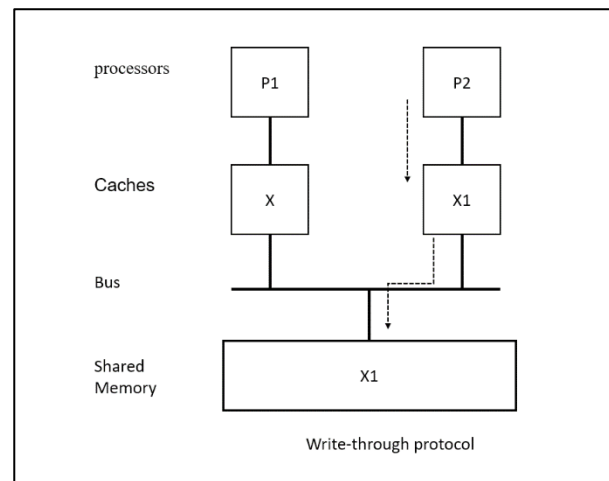 processors
P1
P2
Caches
X
X1
Bus
Shared
Memory
X1
Write-through protocol